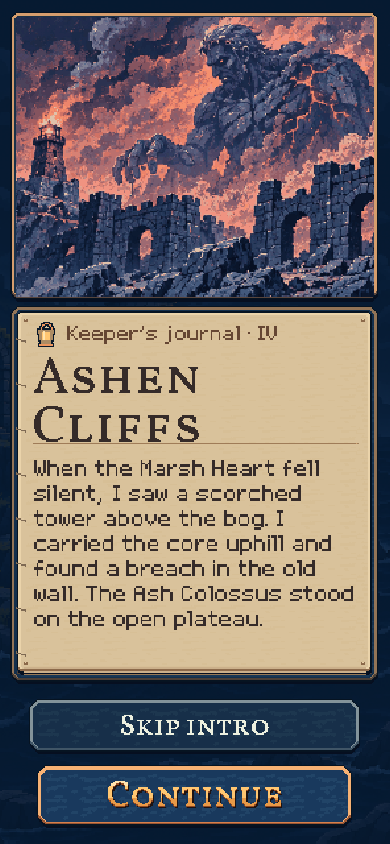 Keeper's journal · IV
Ashen
Cliffs
When the Marsh Heart fell
silent, I saw a scorched
tower above the bog. I
carried the core uphill and
found a breach in the old
wall. The Ash Colossus stood
on the open plateau.
Skip intro
Continue